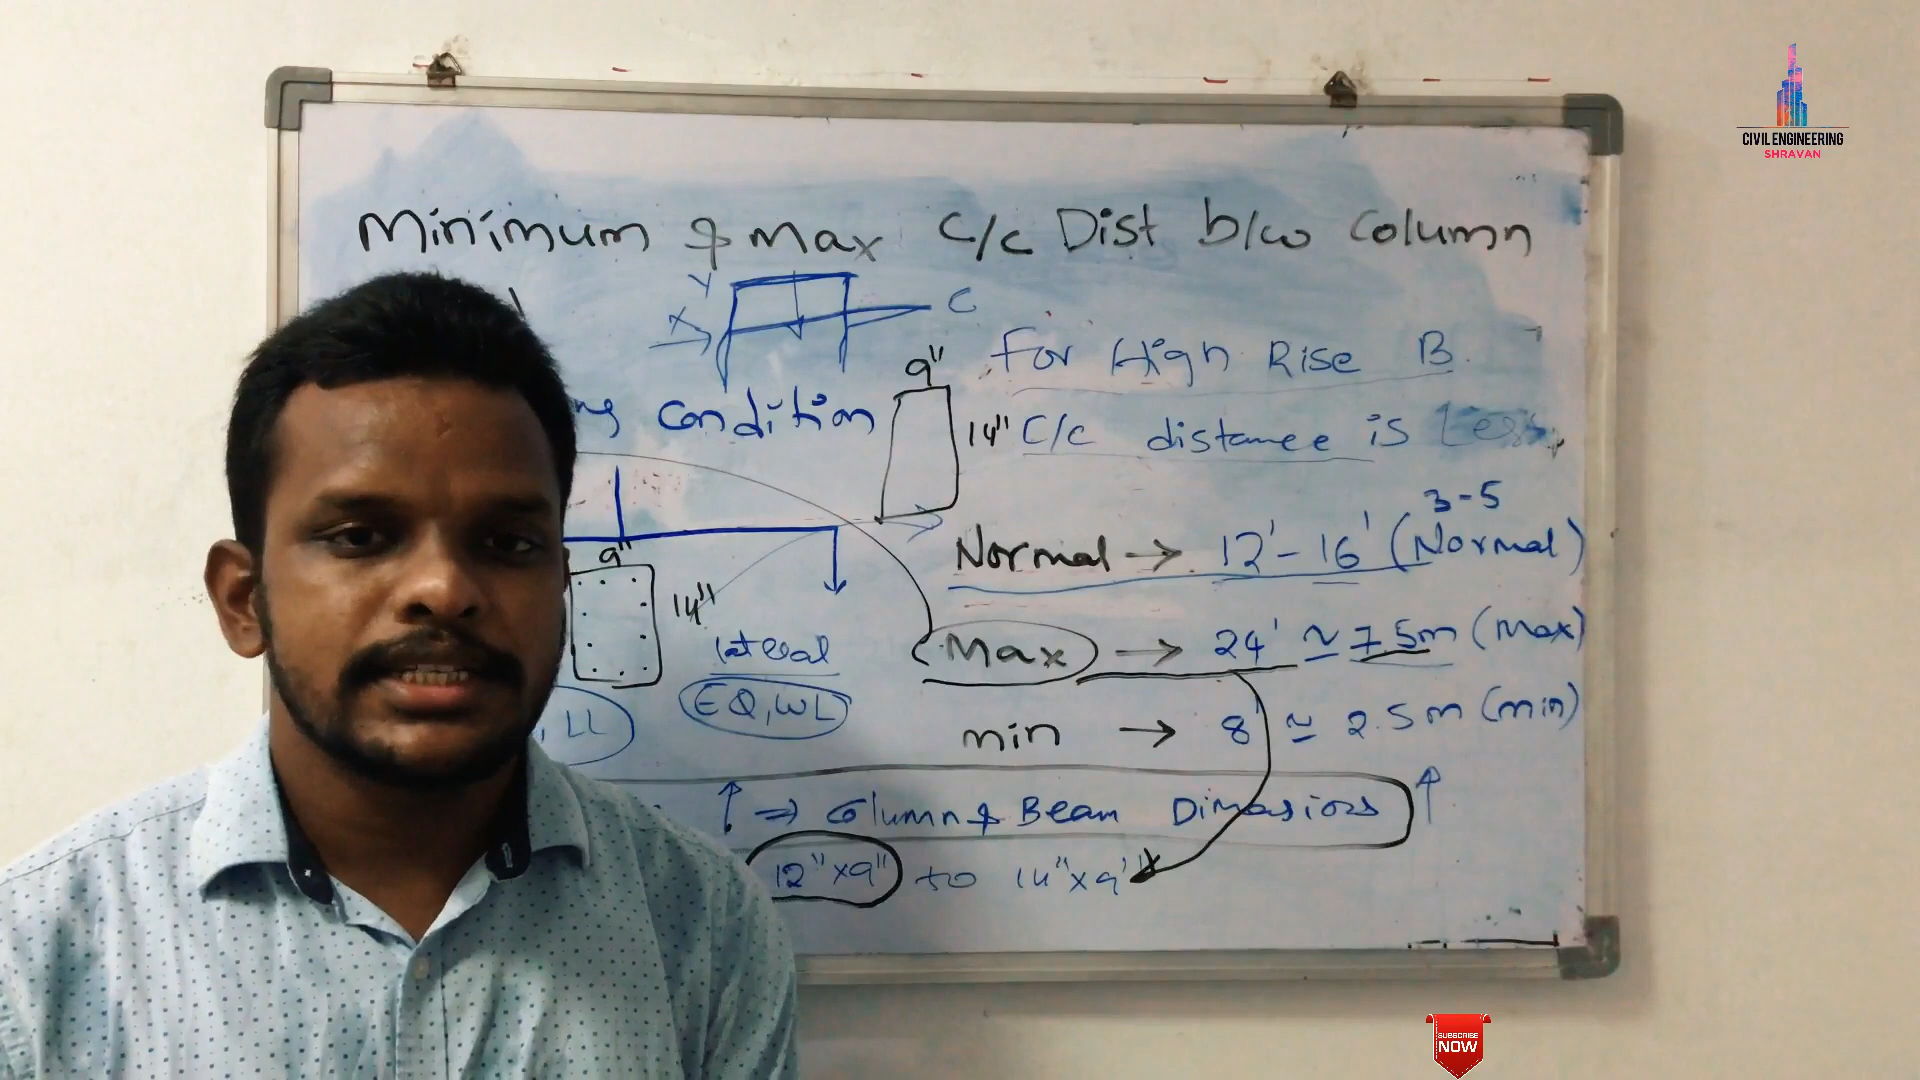 Minimum & Max C/c Dist b/w Column
Y
X
C
9"
For High Rise B.
condition
14"
C/c distance is Less
3-5
Normal → 12'-16' (Normal)
9"
14"
lateral
EQ, WL
, LL
Max → 24' ≃ 7.5m (Max)
min → 8' ≃ 2.5m (min)
↑ ⇒ Column & Beam Dimensions ↑
12"x9" to 14"x9"
CIVIL ENGINEERING
SHRAVAN
SUBSCRIBE
NOW